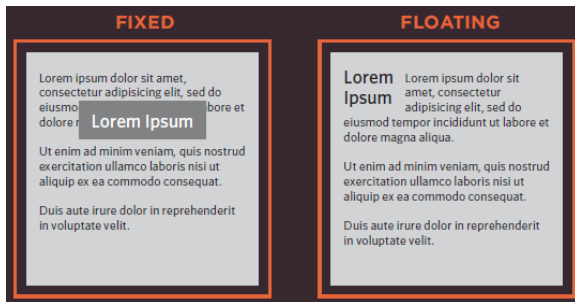 FIXED
Lorem ipsum dolor sit amet,
consectetur adipisicing elit, sed do
eiusmo bore et
dolore r
Lorem Ipsum
Ut enim ad minim veniam, quis nostrud
exercitation ullamco laboris nisi ut
aliquip ex ea commodo consequat.
Duis aute irure dolor in reprehenderit
in voluptate velit.
FLOATING
Lorem
Ipsum
Lorem ipsum dolor sit
amet, consectetur
adipisicing elit, sed do
eiusmod tempor incididunt ut labore et
dolore magna aliqua.
Ut enim ad minim veniam, quis nostrud
exercitation ullamco laboris nisi ut
aliquip ex ea commodo consequat.
Duis aute irure dolor in reprehenderit
in voluptate velit.